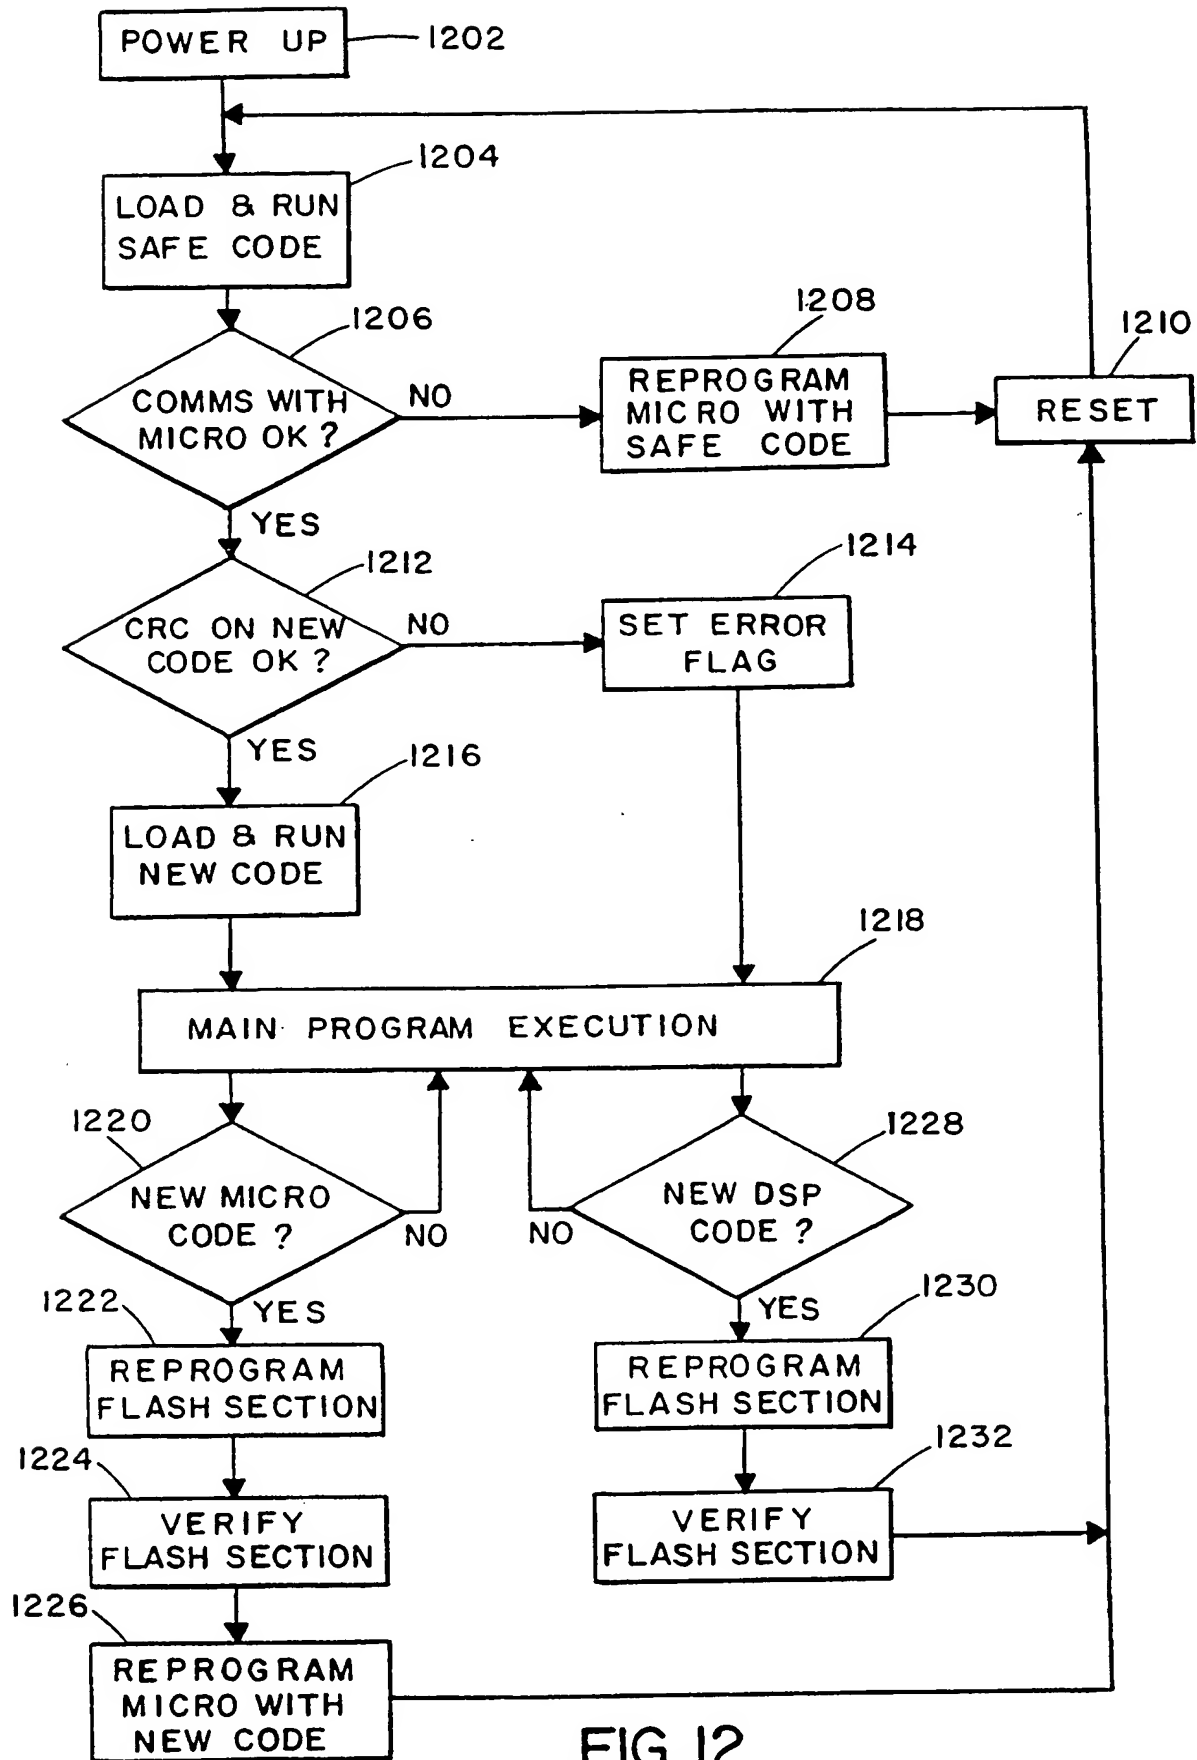 POWER UP
1202
1204
LOAD & RUN
SAFE CODE
1206
COMMS WITH
MICRO OK ?
NO
YES
1208
REPROGRAM
MICRO WITH
SAFE CODE
1210
RESET
1212
CRC ON NEW
CODE OK ?
NO
YES
1214
SET ERROR
FLAG
1216
LOAD & RUN
NEW CODE
1218
MAIN PROGRAM EXECUTION
1220
NEW MICRO
CODE ?
NO
YES
1228
NEW DSP
CODE ?
NO
YES
1222
REPROGRAM
FLASH SECTION
1230
REPROGRAM
FLASH SECTION
1224
VERIFY
FLASH SECTION
1232
VERIFY
FLASH SECTION
1226
REPROGRAM
MICRO WITH
NEW CODE
FIG. 12